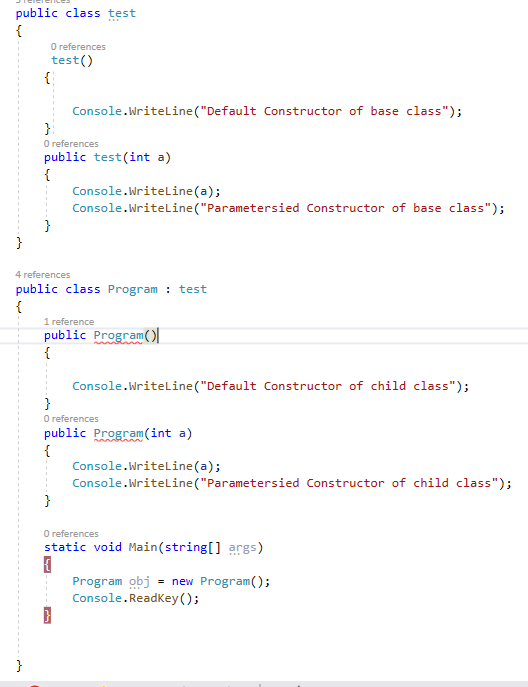 public class test
{
0 references
test()
{
Console.WriteLine("Default Constructor of base class");
}
0 references
public test(int a)
{
Console.WriteLine(a);
Console.WriteLine("Parametersied Constructor of base class");
}
}
4 references
public class Program : test
{
1 reference
public Program()
{
Console.WriteLine("Default Constructor of child class");
}
0 references
public Program(int a)
{
Console.WriteLine(a);
Console.WriteLine("Parametersied Constructor of child class");
}
0 references
static void Main(string[] args)
{
Program obj = new Program();
Console.ReadKey();
}
}